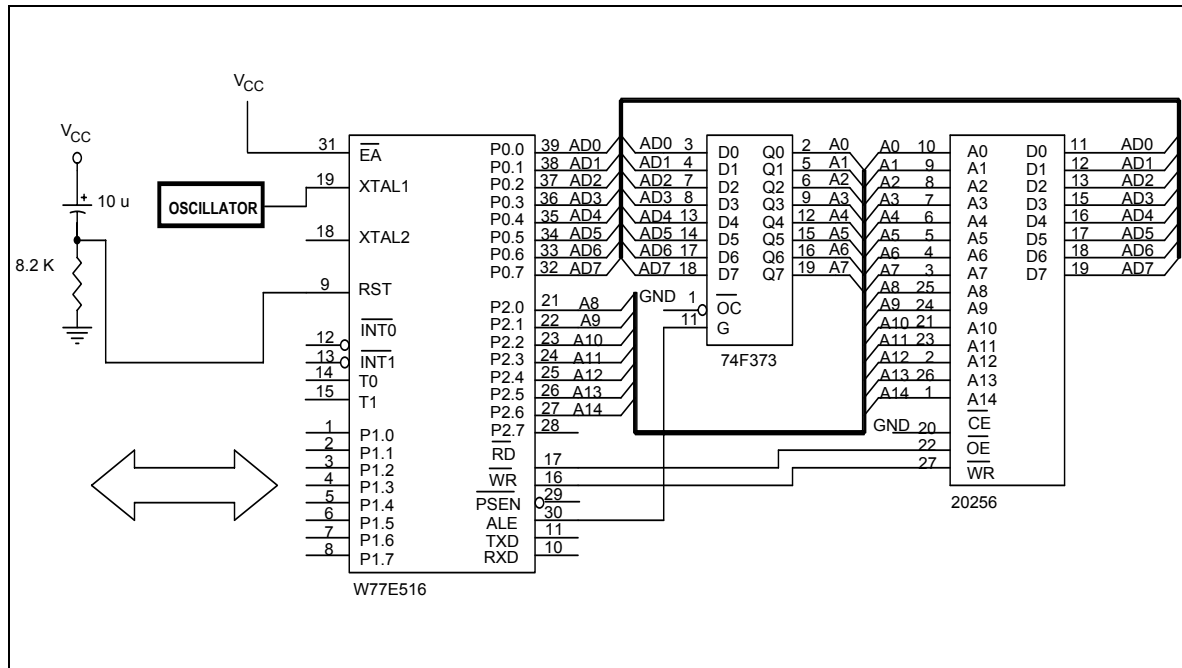 VCC
VCC
10 u
8.2 K
OSCILLATOR
31 EA
19 XTAL1
18 XTAL2
9 RST
12 INT0
13 INT1
14 T0
15 T1
1 P1.0
2 P1.1
3 P1.2
4 P1.3
5 P1.4
6 P1.5
7 P1.6
8 P1.7
P0.0 39 AD0
P0.1 38 AD1
P0.2 37 AD2
P0.3 36 AD3
P0.4 35 AD4
P0.5 34 AD5
P0.6 33 AD6
P0.7 32 AD7
P2.0 21 A8
P2.1 22 A9
P2.2 23 A10
P2.3 24 A11
P2.4 25 A12
P2.5 26 A13
P2.6 27 A14
P2.7 28
RD 17
WR 16
PSEN 29
ALE 30
TXD 11
RXD 10
W77E516
AD0 3 D0 Q0 2 A0
AD1 4 D1 Q1 5 A1
AD2 7 D2 Q2 6 A2
AD3 8 D3 Q3 9 A3
AD4 13 D4 Q4 12 A4
AD5 14 D5 Q5 15 A5
AD6 17 D6 Q6 16 A6
AD7 18 D7 Q7 19 A7
GND 1 OC
11 G
74F373
A0 10 A0 D0 11 AD0
A1 9 A1 D1 12 AD1
A2 8 A2 D2 13 AD2
A3 7 A3 D3 15 AD3
A4 6 A4 D4 16 AD4
A5 5 A5 D5 17 AD5
A6 4 A6 D6 18 AD6
A7 3 A7 D7 19 AD7
A8 25 A8
A9 24 A9
A10 21 A10
A11 23 A11
A12 2 A12
A13 26 A13
A14 1 A14
GND 20 CE
22 OE
27 WR
20256